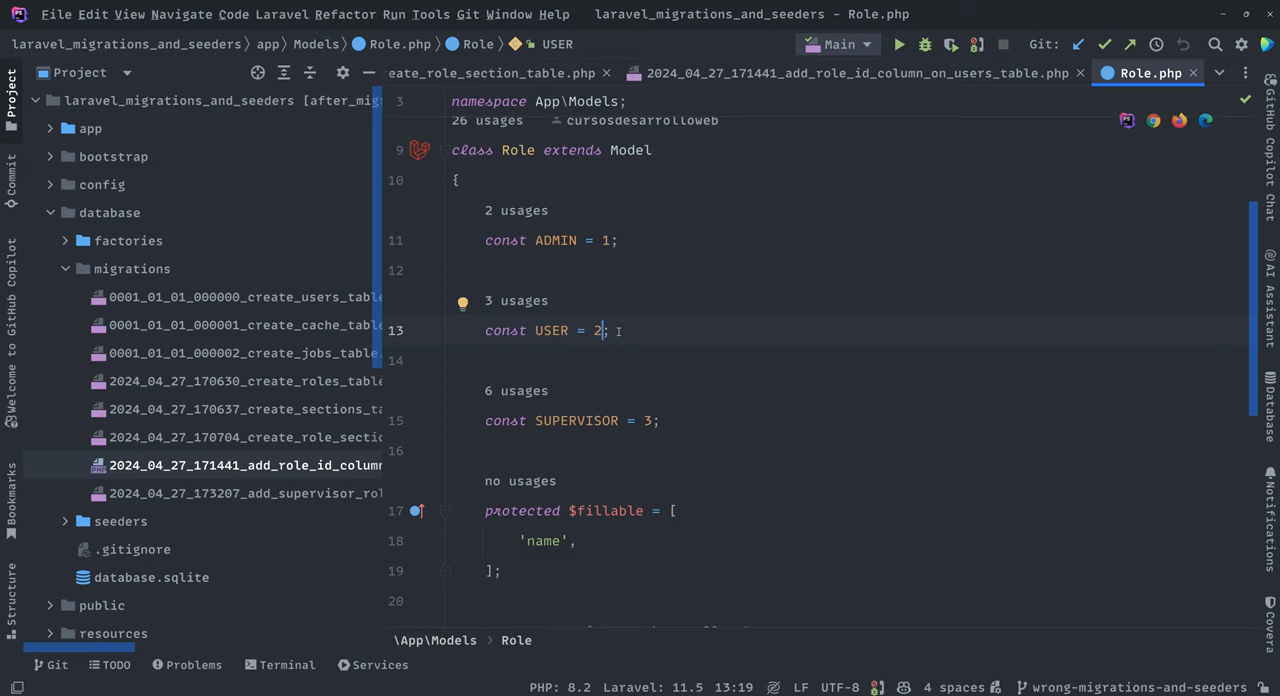 File Edit View Navigate Code Laravel Refactor Run Tools Git Window Help laravel_migrations_and_seeders - Role.php
laravel_migrations_and_seeders app Models Role.php Role USER Main Git:
Project eate_role_section_table.php 2024_04_27_171441_add_role_id_column_on_users_table.php Role.php
laravel_migrations_and_seeders [after_mig
app
bootstrap
config
database
factories
migrations
0001_01_01_000000_create_users_table
0001_01_01_000001_create_cache_table
0001_01_01_000002_create_jobs_table.
2024_04_27_170630_create_roles_table
2024_04_27_170637_create_sections_ta
2024_04_27_170704_create_role_sectio
2024_04_27_171441_add_role_id_colum
2024_04_27_173207_add_supervisor_rol
seeders
.gitignore
database.sqlite
public
resources
3 namespace App\Models;
26 usages cursosdesarrolloweb
9 class Role extends Model
10 {
2 usages
11 const ADMIN = 1;
12
3 usages
13 const USER = 2;
14
6 usages
15 const SUPERVISOR = 3;
16
no usages
17 protected $fillable = [
18 'name',
19 ];
20
\App\Models Role
Project
Commit
Welcome to GitHub Copilot
Bookmarks
Structure
GitHub Copilot Chat
AI Assistant
Database
Notifications
Covera
Git TODO Problems Terminal Services
PHP: 8.2 Laravel: 11.5 13:19 LF UTF-8 4 spaces wrong-migrations-and-seeders